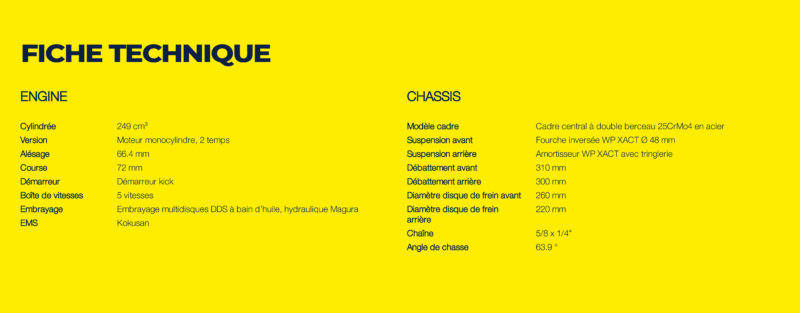 FICHE TECHNIQUE
ENGINE
Cylindrée 249 cm³
Version Moteur monocylindre, 2 temps
Alésage 66.4 mm
Course 72 mm
Démarreur Démarreur kick
Boîte de vitesses 5 vitesses
Embrayage Embrayage multidisques DDS à bain d'huile, hydraulique Magura
EMS Kokusan
CHASSIS
Modèle cadre Cadre central à double berceau 25CrMo4 en acier
Suspension avant Fourche inversée WP XACT Ø 48 mm
Suspension arrière Amortisseur WP XACT avec tringlerie
Débattement avant 310 mm
Débattement arrière 300 mm
Diamètre disque de frein avant 260 mm
Diamètre disque de frein 220 mm
arrière
Chaîne 5/8 x 1/4"
Angle de chasse 63.9 °